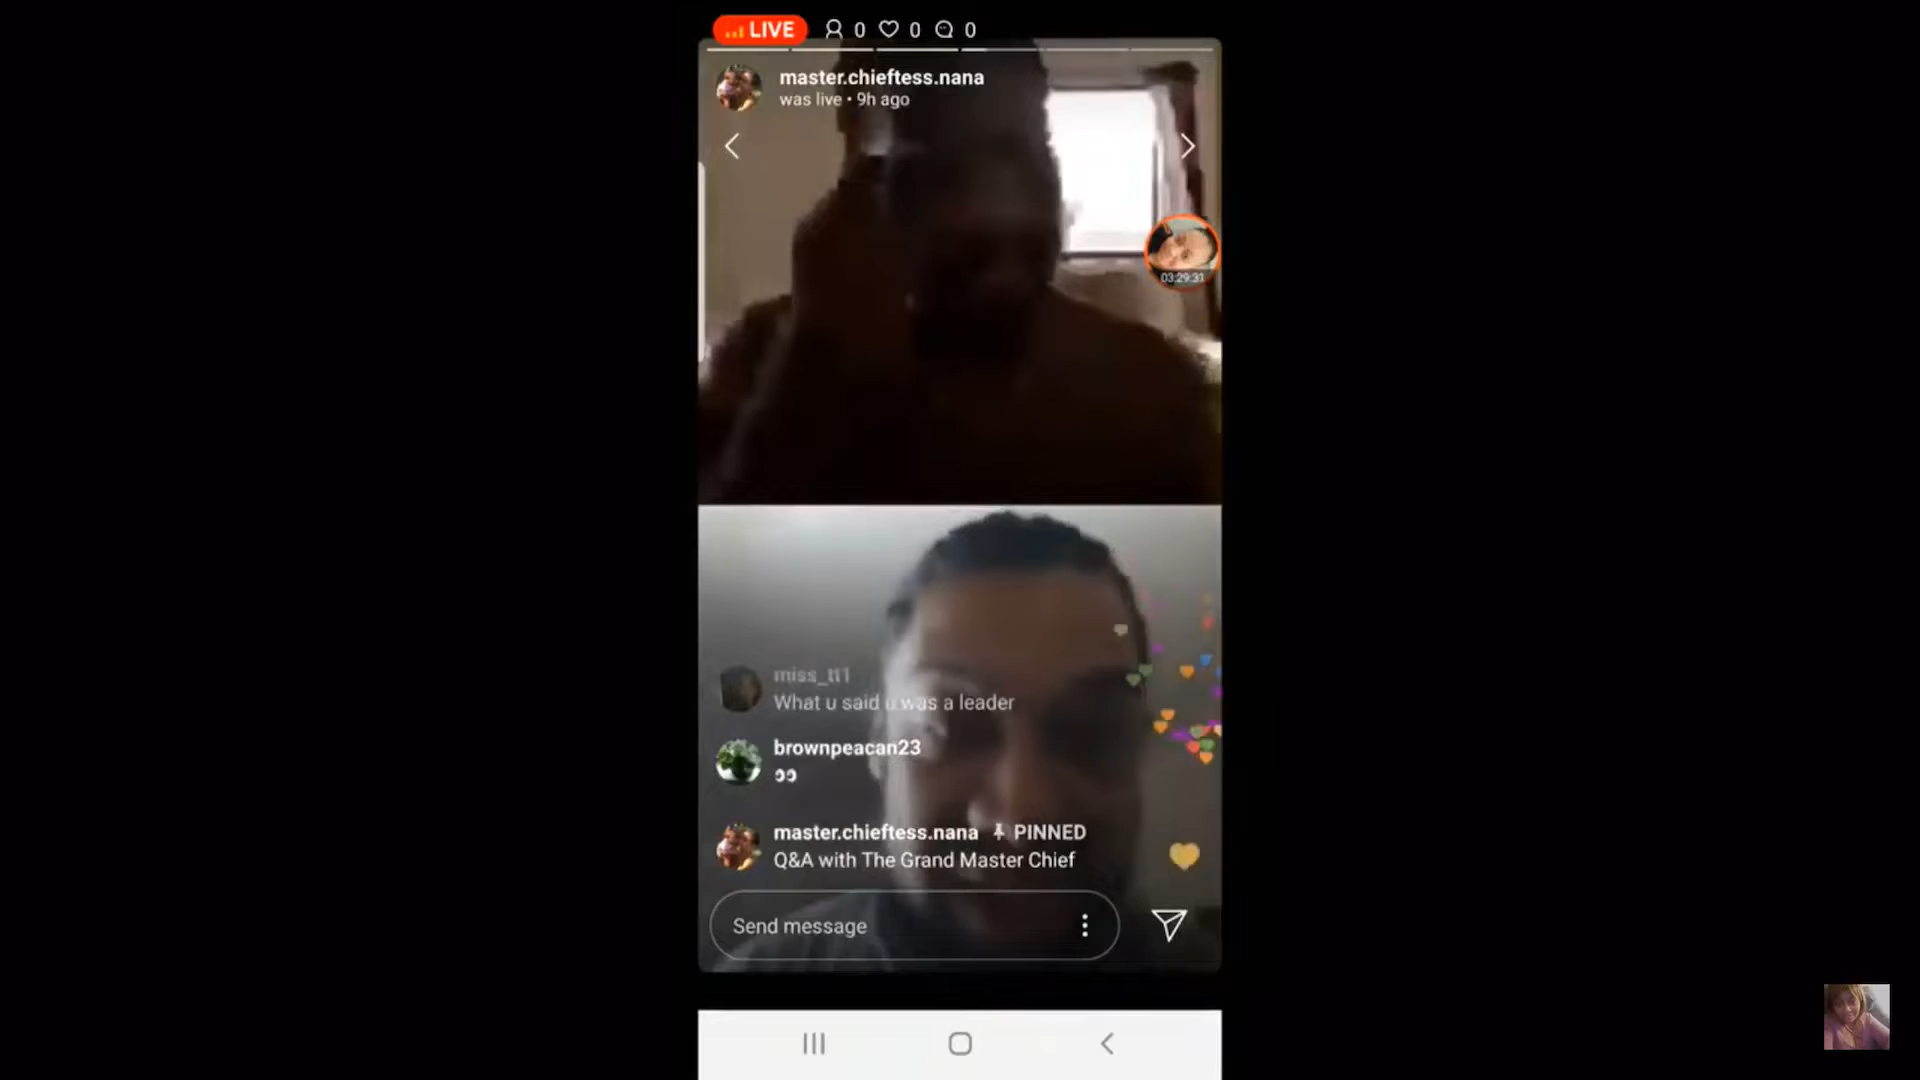 LIVE 0 0 0
master.chieftess.nana
was live • 9h ago
03:29:31
miss_tt1
What u said u was a leader
brownpeacan23
👀
master.chieftess.nana PINNED
Q&A with The Grand Master Chief
Send message